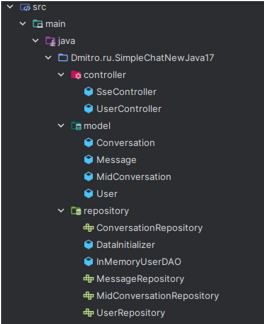 src
main
java
Dmitro.ru.SimpleChatNewJava17
controller
SseController
UserController
model
Conversation
Message
MidConversation
User
repository
ConversationRepository
DataInitializer
InMemoryUserDAO
MessageRepository
MidConversationRepository
UserRepository